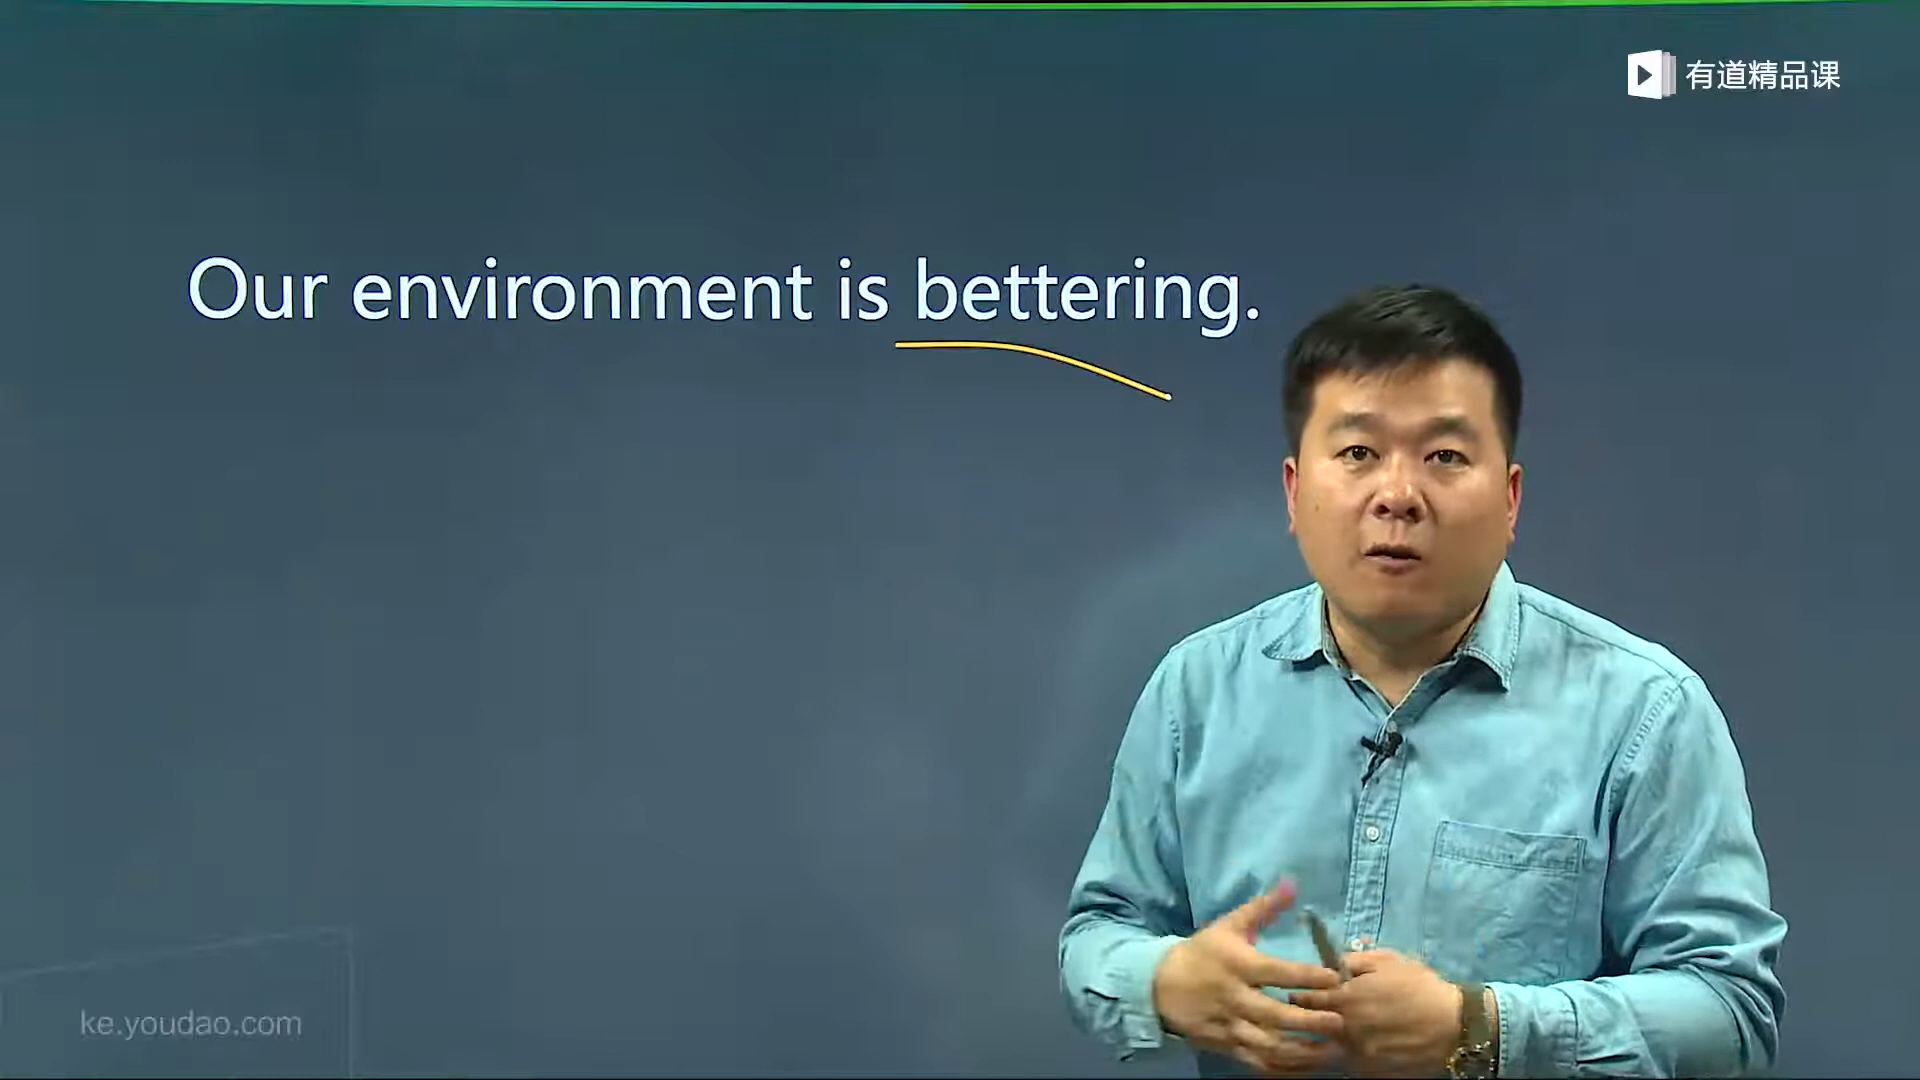 有道精品课
Our environment is bettering.
ke.youdao.com